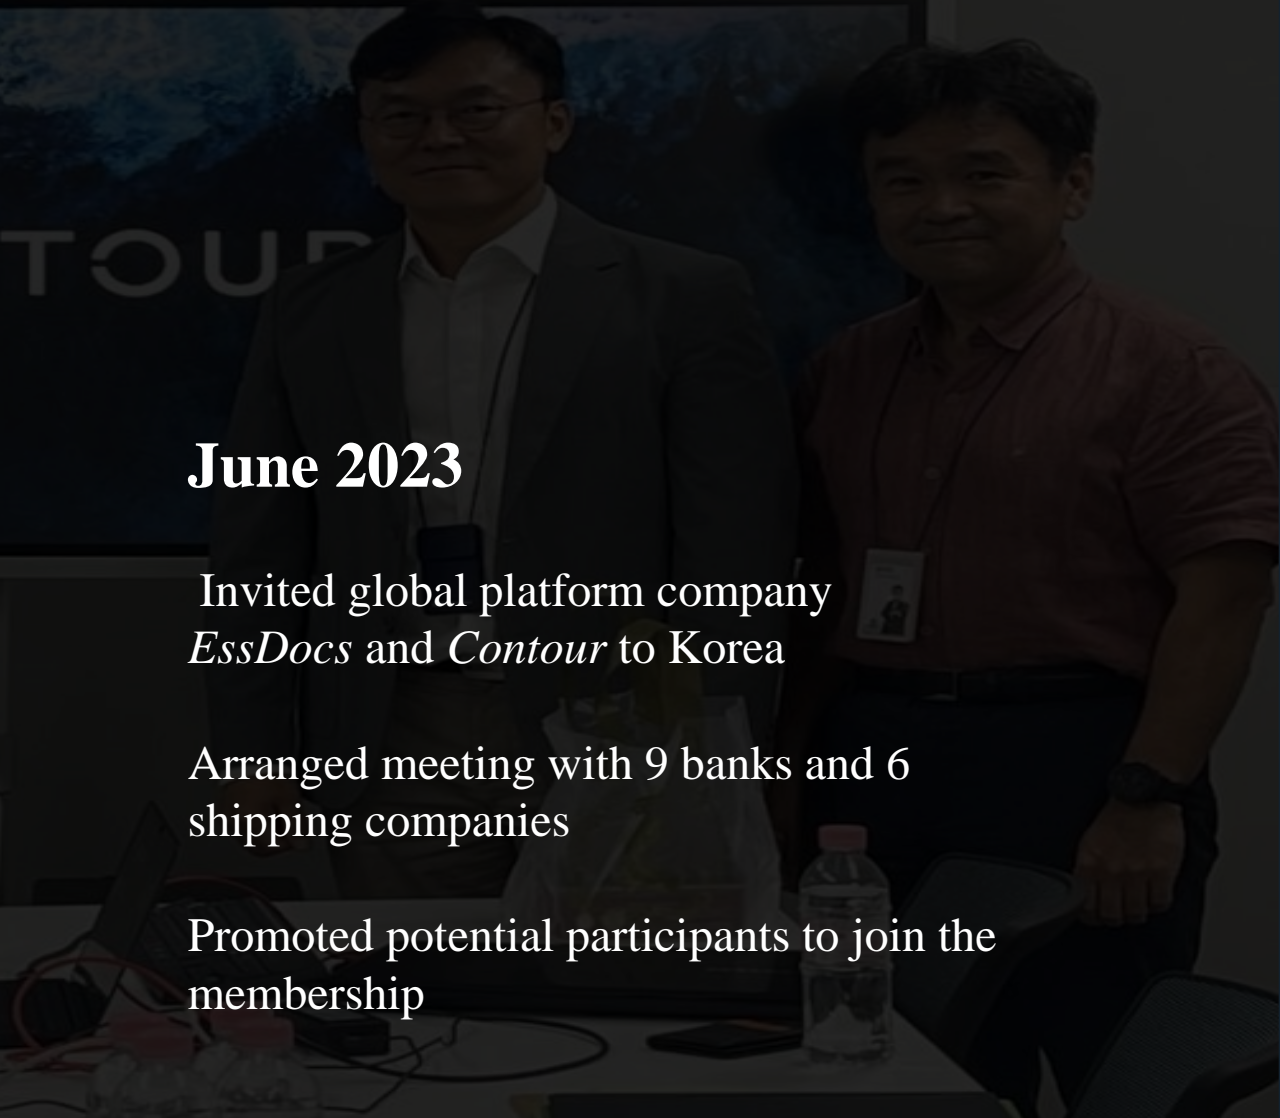 TOUR
June 2023
Invited global platform company
EssDocs and Contour to Korea
Arranged meeting with 9 banks and 6
shipping companies
Promoted potential participants to join the
membership